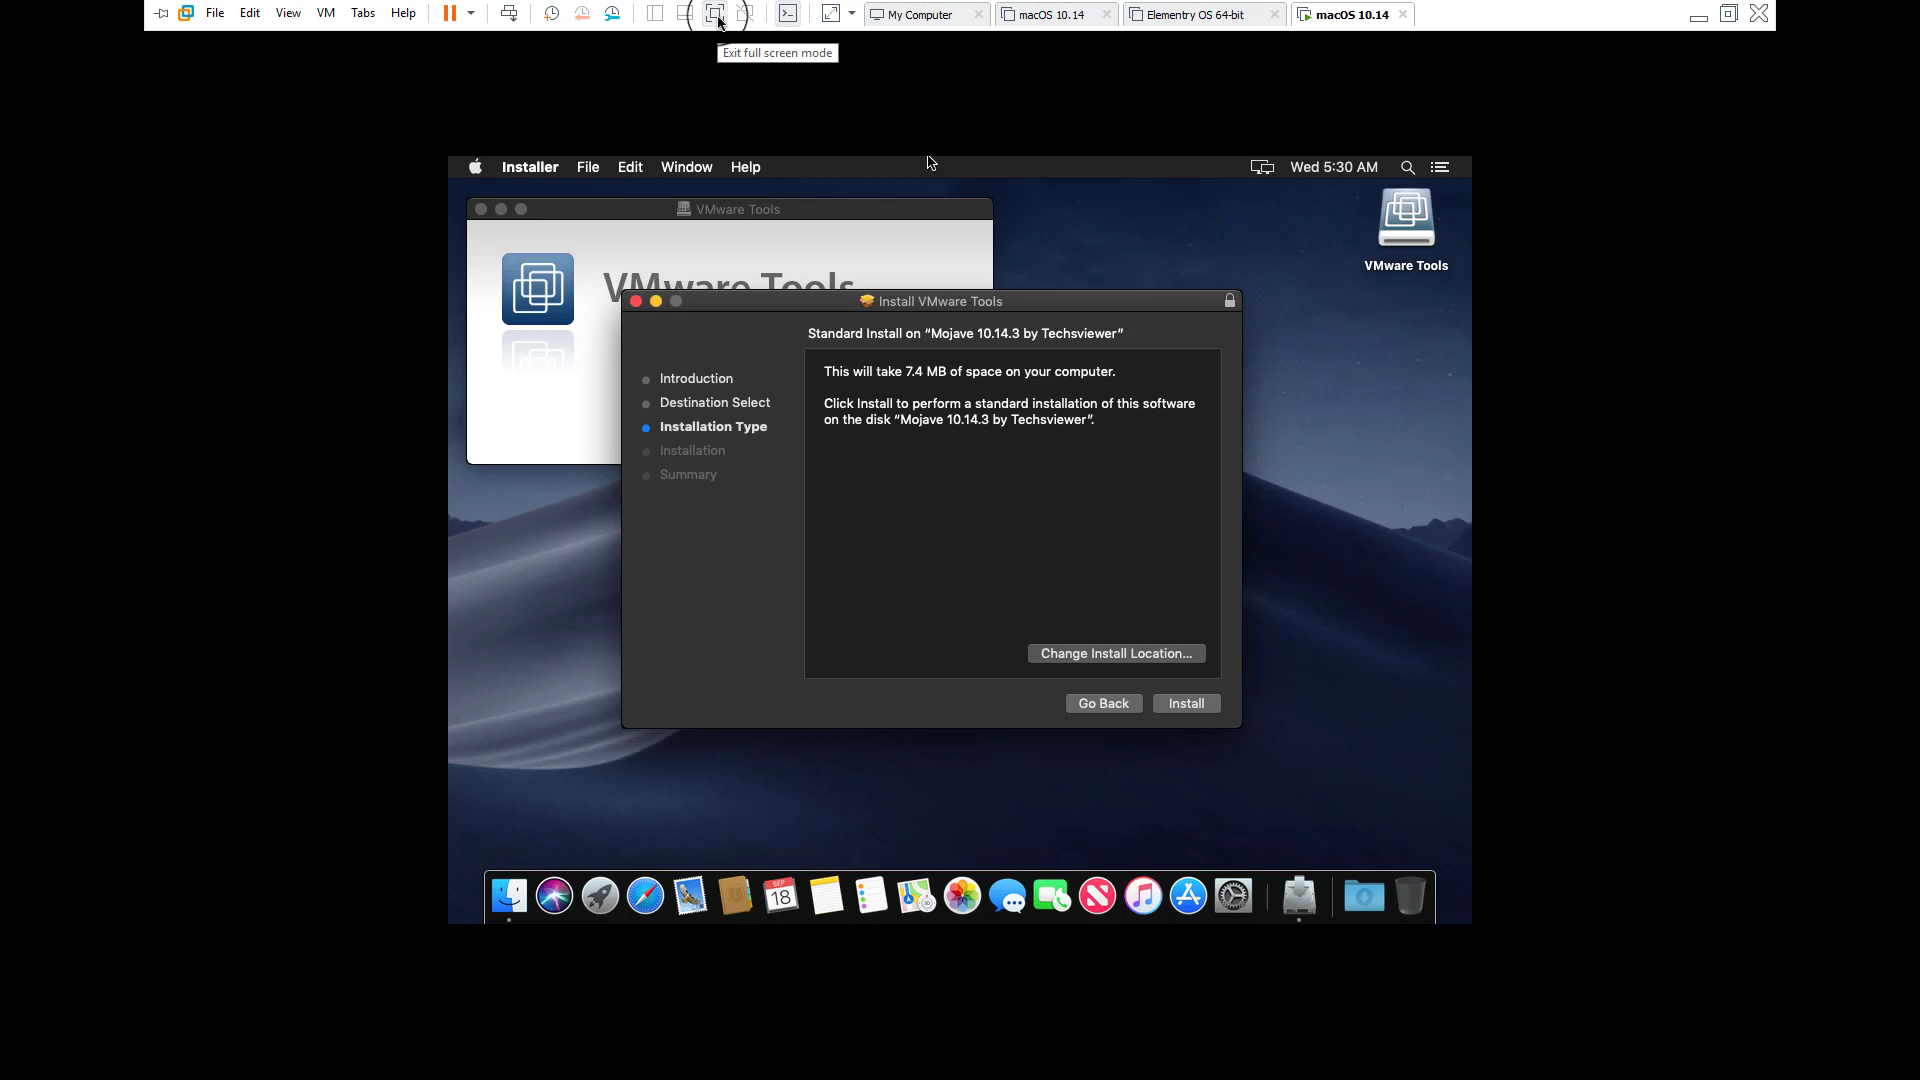 File Edit View VM Tabs Help My Computer macOS 10.14 Elementry OS 64-bit macOS 10.14
Exit full screen mode
Installer File Edit Window Help Wed 5:30 AM
VMware Tools
VMware Tools
VMware Tools
Install VMware Tools
Standard Install on “Mojave 10.14.3 by Techsviewer”
Introduction
Destination Select
Installation Type
Installation
Summary
This will take 7.4 MB of space on your computer.
Click Install to perform a standard installation of this software
on the disk “Mojave 10.14.3 by Techsviewer”.
Change Install Location...
Go Back Install
SEP
18